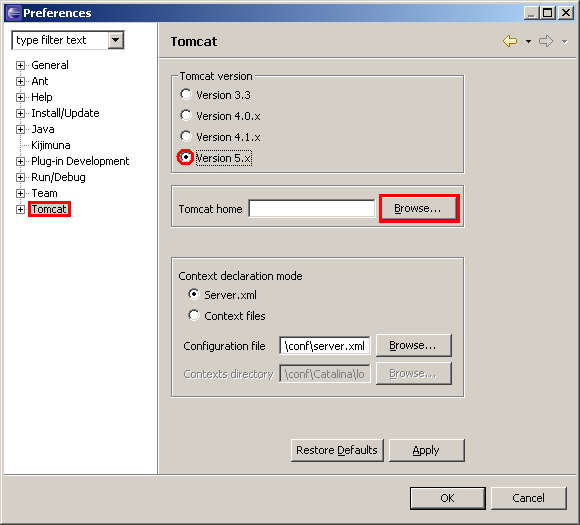 Preferences
type filter text
General
Ant
Help
Install/Update
Java
Kijimuna
Plug-in Development
Run/Debug
Team
Tomcat
Tomcat
Tomcat version
Version 3.3
Version 4.0.x
Version 4.1.x
Version 5.x
Tomcat home Browse...
Context declaration mode
Server.xml
Context files
Configuration file \conf\server.xml Browse...
Contexts directory \conf\Catalina\lo Browse...
Restore Defaults Apply
OK Cancel